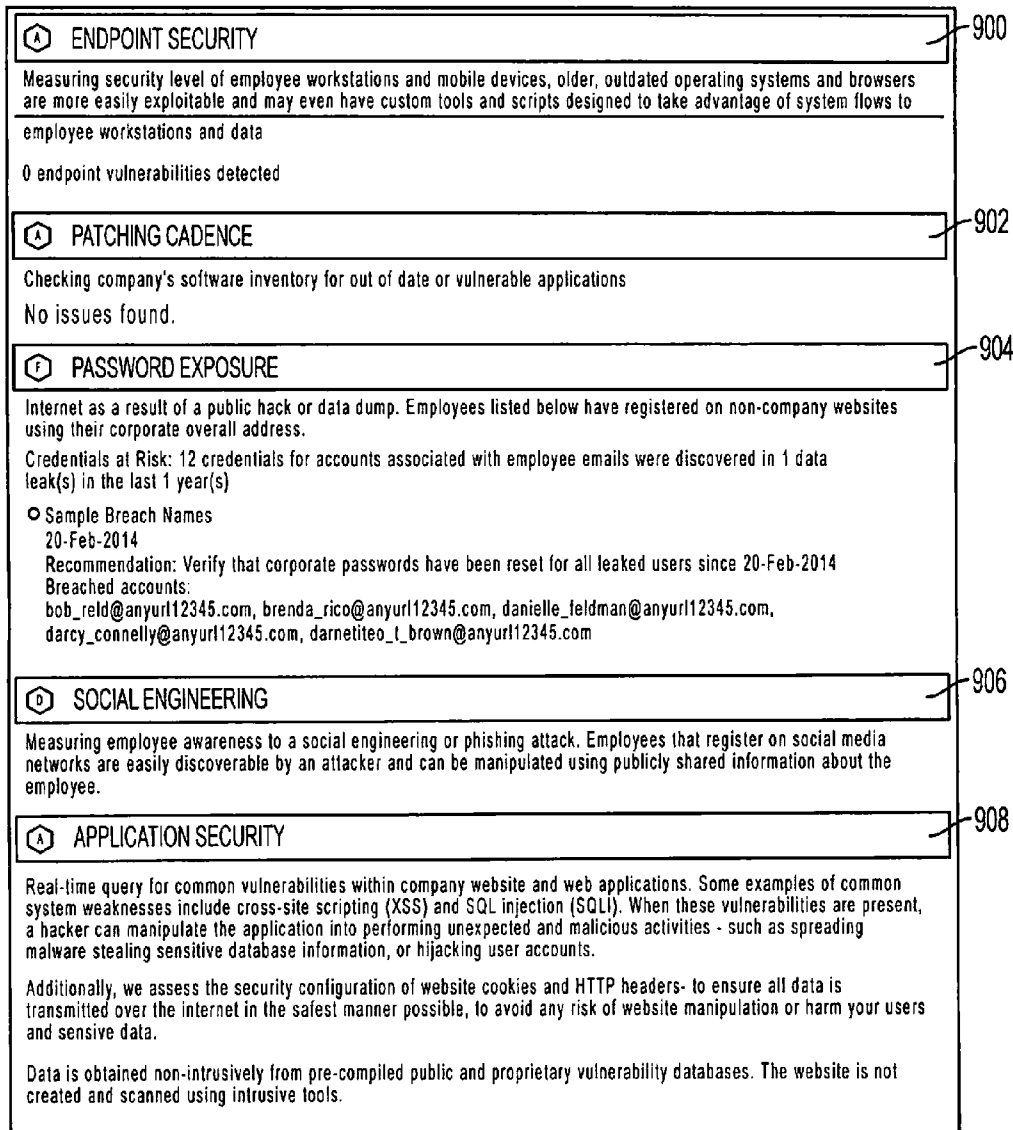 A ENDPOINT SECURITY
900
Measuring security level of employee workstations and mobile devices, older, outdated operating systems and browsers
are more easily exploitable and may even have custom tools and scripts designed to take advantage of system flows to
employee workstations and data
0 endpoint vulnerabilities detected
A PATCHING CADENCE
902
Checking company's software inventory for out of date or vulnerable applications
No issues found.
F PASSWORD EXPOSURE
904
Internet as a result of a public hack or data dump. Employees listed below have registered on non-company websites
using their corporate overall address.
Credentials at Risk: 12 credentials for accounts associated with employee emails were discovered in 1 data
leak(s) in the last 1 year(s)
Sample Breach Names
20-Feb-2014
Recommendation: Verify that corporate passwords have been reset for all leaked users since 20-Feb-2014
Breached accounts:
bob_reld@anyurl12345.com, brenda_rico@anyurl12345.com, danielle_feldman@anyurl12345.com,
darcy_connelly@anyurl12345.com, darnetiteo_t_brown@anyurl12345.com
D SOCIAL ENGINEERING
906
Measuring employee awareness to a social engineering or phishing attack. Employees that register on social media
networks are easily discoverable by an attacker and can be manipulated using publicly shared information about the
employee.
A APPLICATION SECURITY
908
Real-time query for common vulnerabilities within company website and web applications. Some examples of common
system weaknesses include cross-site scripting (XSS) and SQL injection (SQLI). When these vulnerabilities are present,
a hacker can manipulate the application into performing unexpected and malicious activities - such as spreading
malware stealing sensitive database information, or hijacking user accounts.
Additionally, we assess the security configuration of website cookies and HTTP headers- to ensure all data is
transmitted over the internet in the safest manner possible, to avoid any risk of website manipulation or harm your users
and sensive data.
Data is obtained non-intrusively from pre-compiled public and proprietary vulnerability databases. The website is not
created and scanned using intrusive tools.